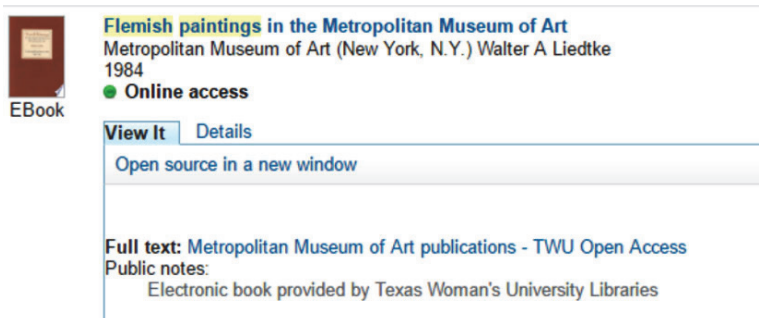 Flemish paintings in the Metropolitan Museum of Art
Metropolitan Museum of Art (New York, N.Y.) Walter A Liedtke
1984
Online access
EBook
View It Details
Open source in a new window
Full text: Metropolitan Museum of Art publications - TWU Open Access
Public notes:
Electronic book provided by Texas Woman's University Libraries